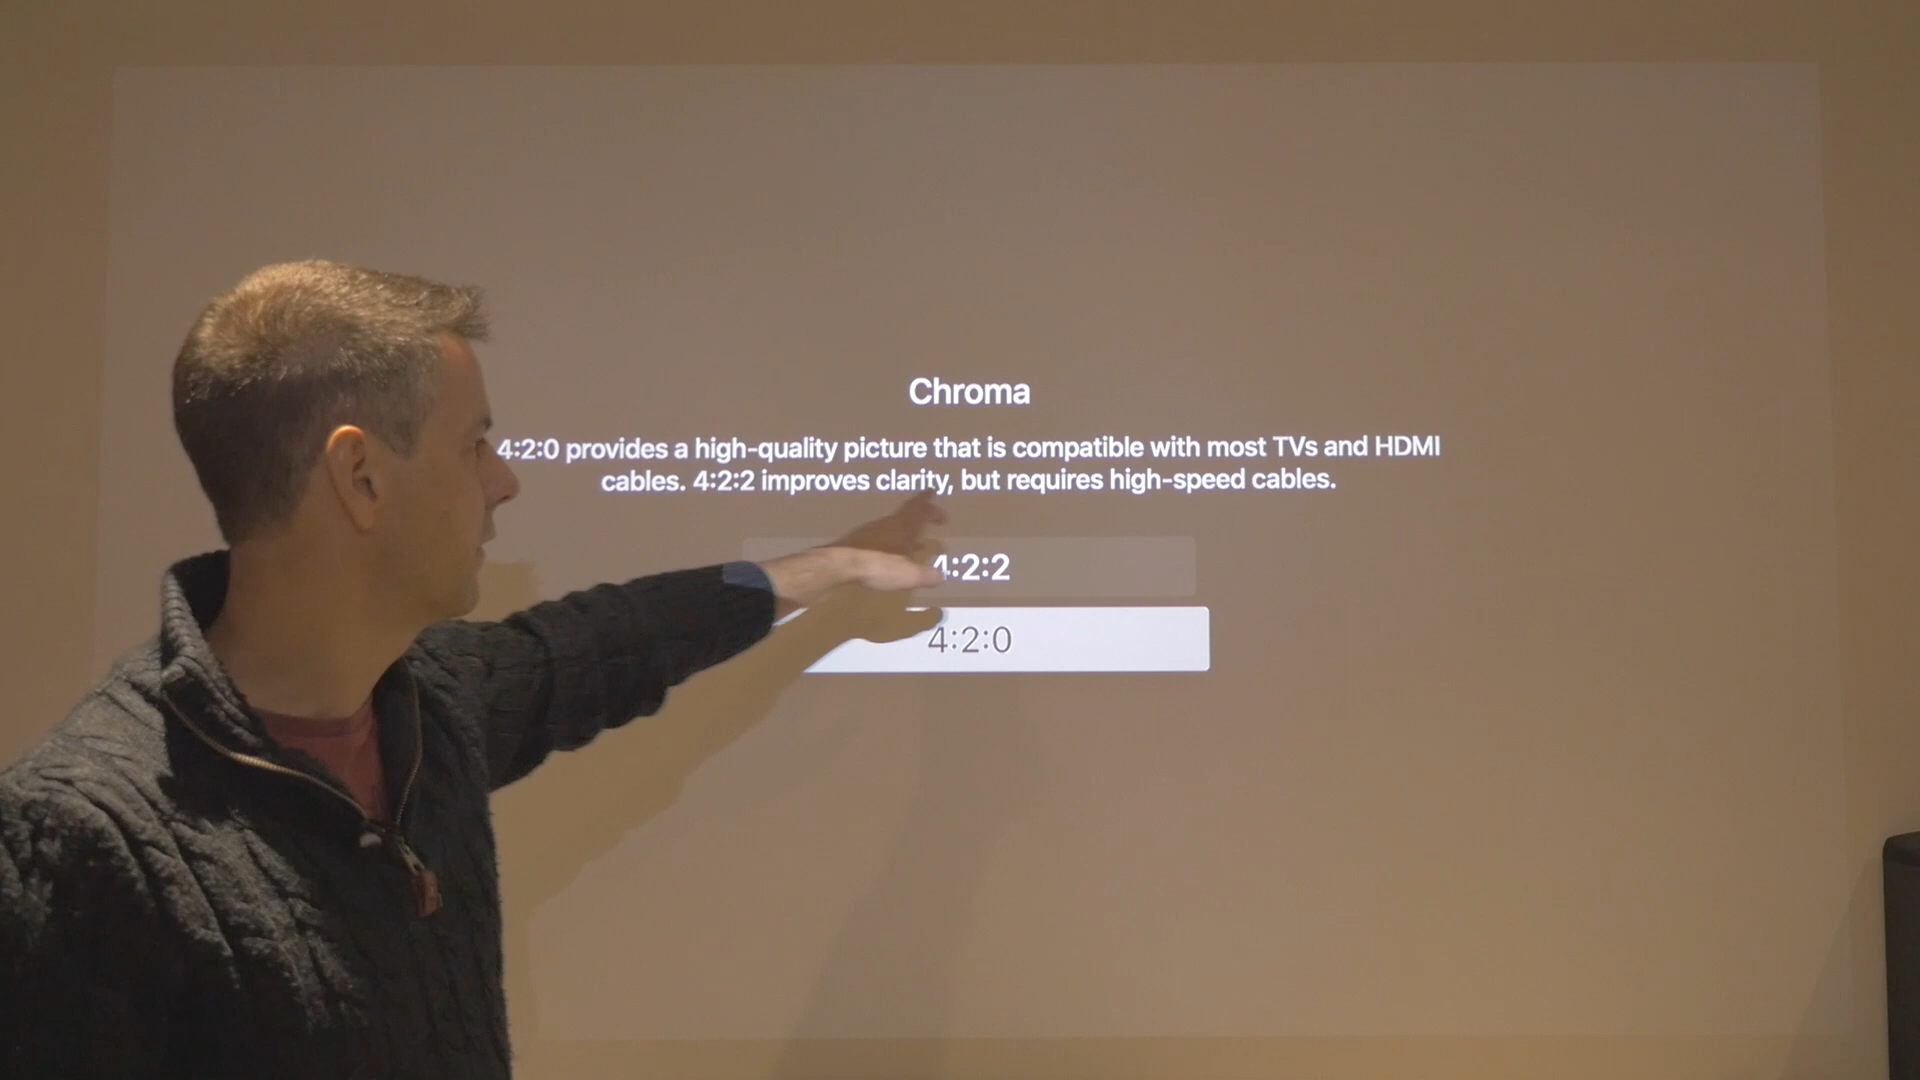 Chroma
4:2:0 provides a high-quality picture that is compatible with most TVs and HDMI
cables. 4:2:2 improves clarity, but requires high-speed cables.
4:2:2
4:2:0